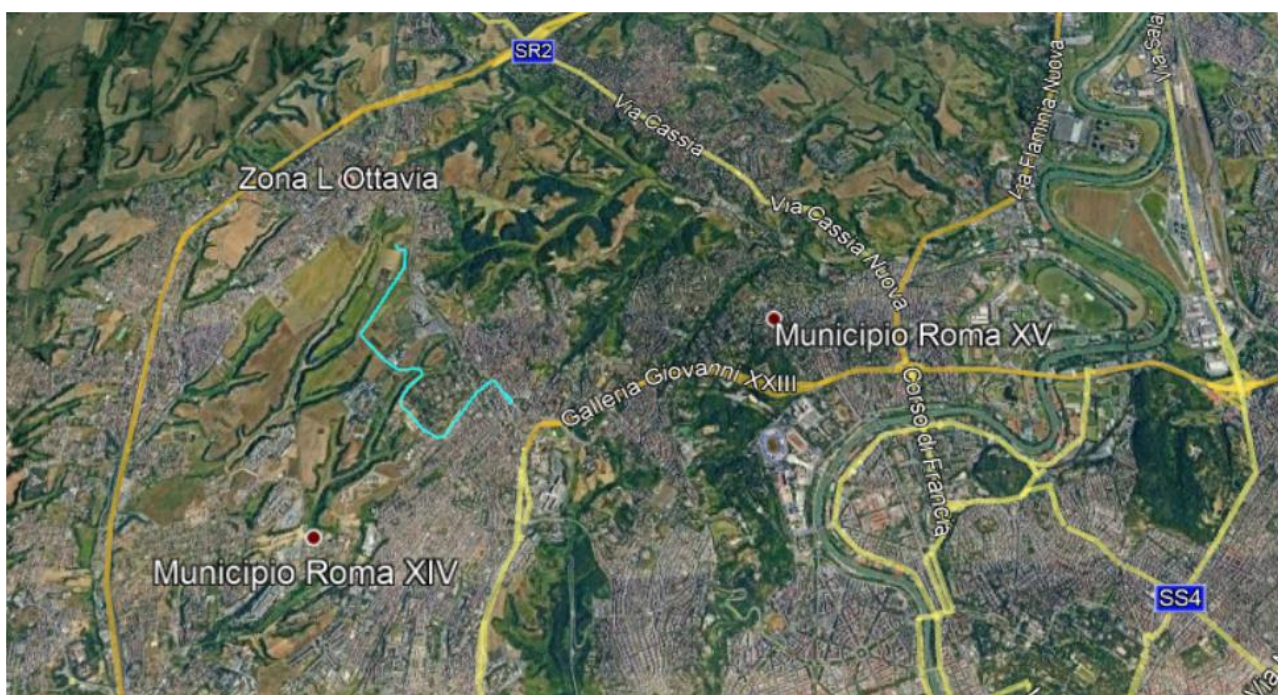 SR2
Via Cassia
Via Flaminia Nuova
Via Sala
Zona L Ottavia
Via Cassia Nuova
Municipio Roma XV
Galleria Giovanni XXIII
Corso di Francia
Municipio Roma XIV
SS4